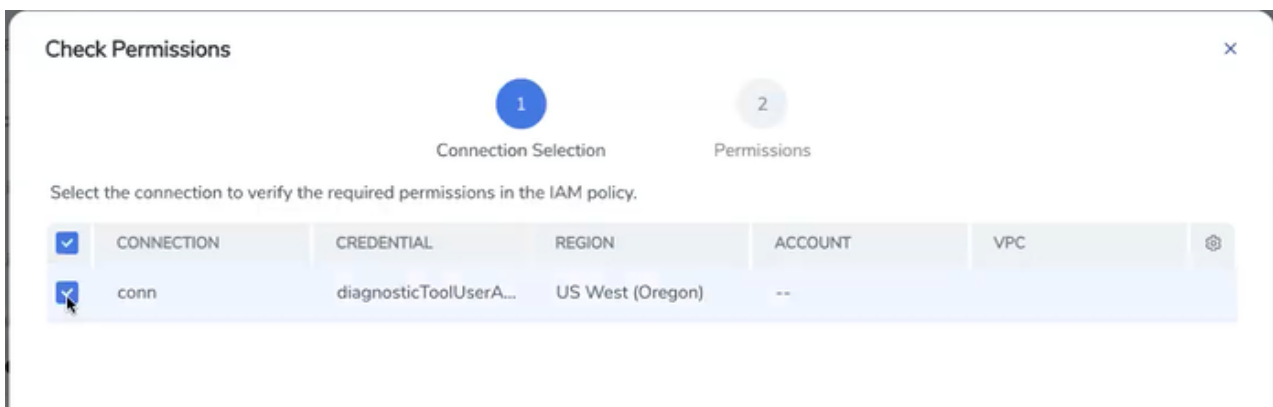 Check Permissions
1
2
Connection Selection
Permissions
Select the connection to verify the required permissions in the IAM policy.
CONNECTION CREDENTIAL REGION ACCOUNT VPC
conn diagnosticToolUserA... US West (Oregon) --